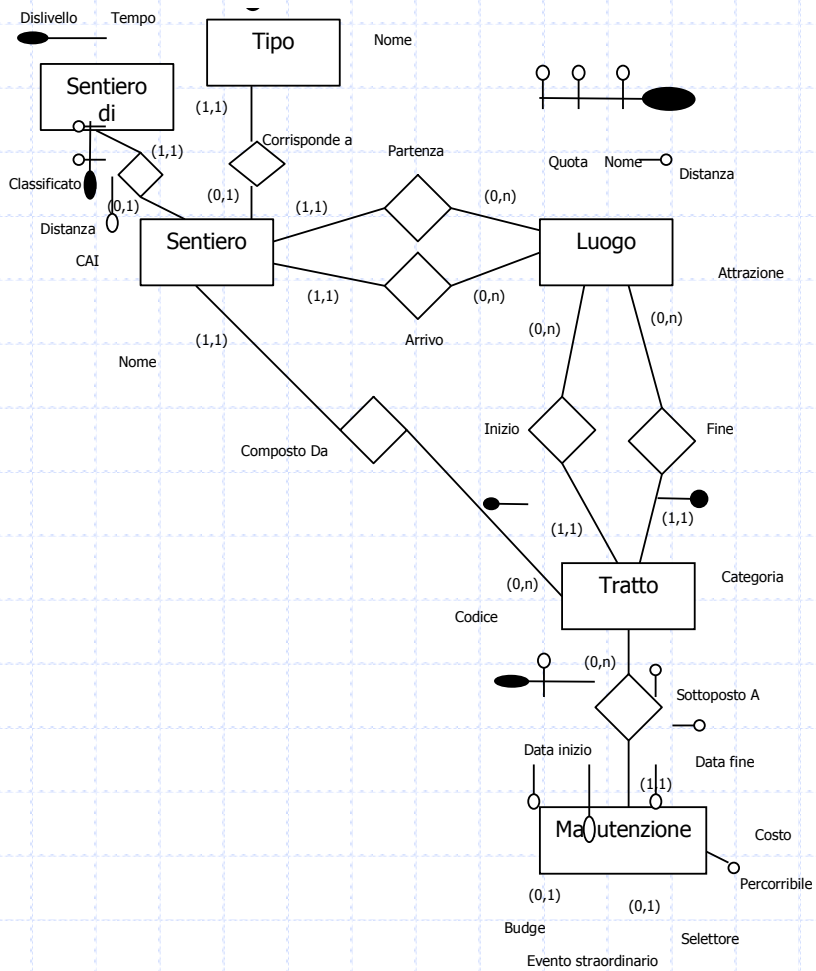 Dislivello Tempo
Tipo
Nome
Sentiero
di
(1,1)
Corrisponde a
(1,1)
Partenza
Quota Nome
Distanza
Classificato
(0,1)
(0,1)
(1,1)
(0,n)
Distanza
Sentiero
Luogo
CAI
Attrazione
(1,1)
(0,n)
(0,n)
(0,n)
Arrivo
(1,1)
Nome
Inizio
Fine
Composto Da
(1,1)
(1,1)
(0,n)
Tratto
Categoria
Codice
(0,n)
Sottoposto A
Data inizio
Data fine
(1,1)
Manutenzione
Costo
Percorribile
(0,1)
(0,1)
Budge
Selettore
Evento straordinario